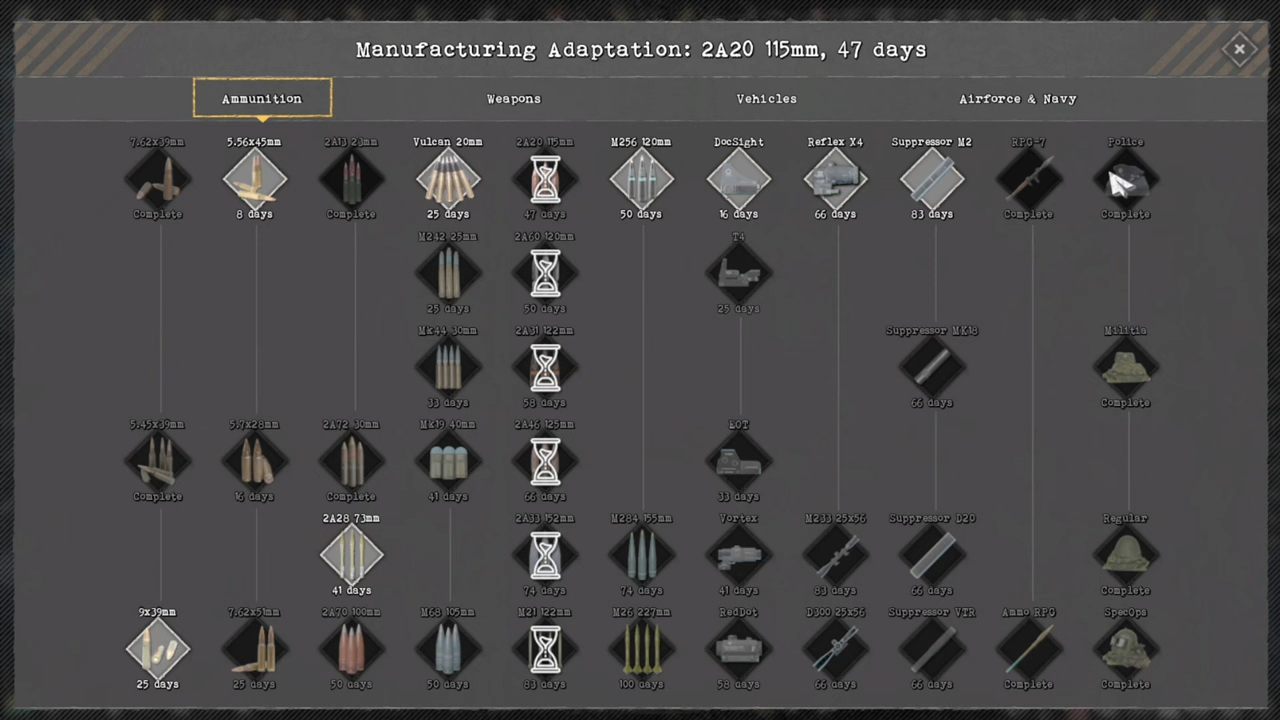 Manufacturing Adaptation: 2A20 115mm, 47 days
Ammunition Weapons Vehicles Airforce & Navy
7.62x39mm 5.56x45mm 2A13 23mm Vulcan 20mm 2A20 115mm M256 120mm DocSight Reflex X4 Suppressor M2 RPG-7 Police
Complete 8 days Complete 25 days 47 days 50 days 16 days 66 days 83 days Complete Complete
M242 25mm 2A60 120mm T4
25 days 50 days 25 days
Mk44 30mm 2A31 122mm Suppressor MK18 Militia
33 days 58 days 66 days Complete
5.45x39mm 5.7x28mm 2A72 30mm Mk19 40mm 2A46 125mm EOT
Complete 16 days Complete 41 days 66 days 33 days
2A28 73mm 2A33 152mm M284 155mm Vortex M233 25x56 Suppressor D20 Regular
41 days 74 days 74 days 41 days 83 days 66 days Complete
9x39mm 7.62x51mm 2A70 100mm M68 105mm M21 122mm M26 227mm RedDot D300 25x56 Suppressor VTR Ammo RPG SpecOps
25 days 25 days 50 days 50 days 83 days 100 days 58 days 66 days 66 days Complete Complete